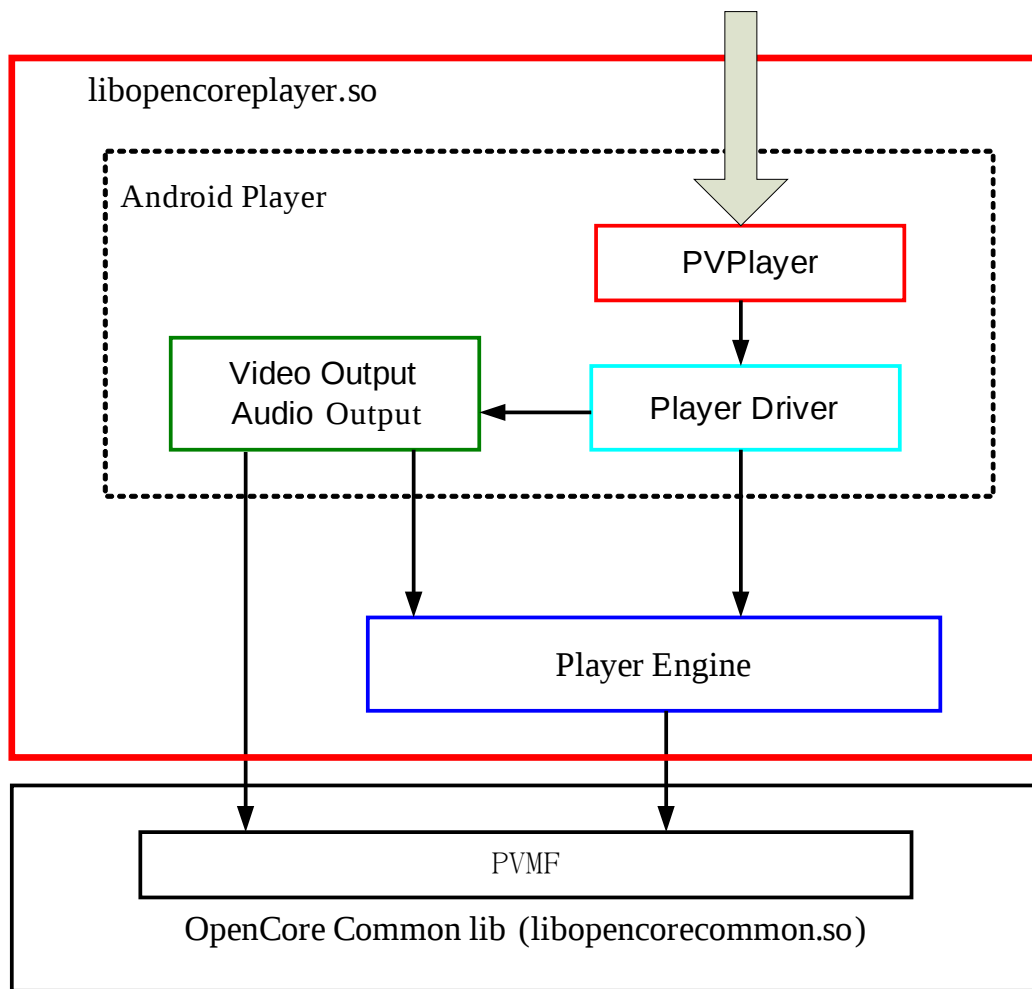 libopencoreplayer.so
Android Player
PVPlayer
Video Output
Audio Output
Player Driver
Player Engine
PVMF
OpenCore Common lib (libopencorecommon.so)